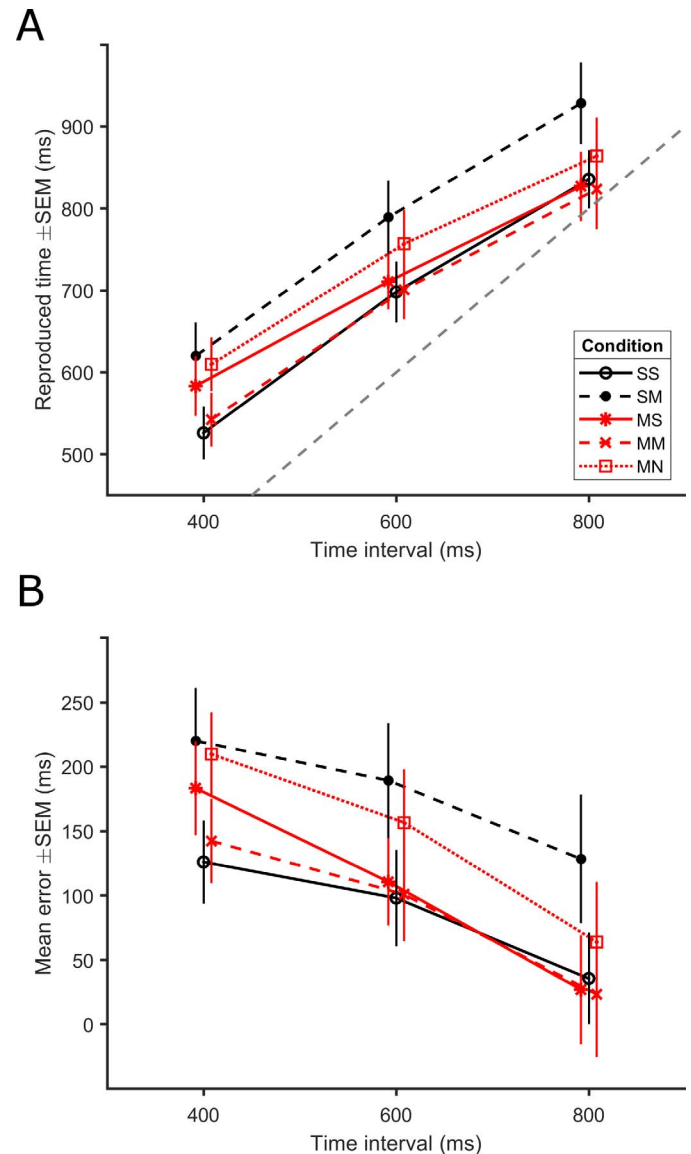 A
Reproduced time ±SEM (ms)
900
800
700
600
500
Condition
SS
SM
MS
MM
MN
400
600
800
Time interval (ms)
B
Mean error ±SEM (ms)
250
200
150
100
50
0
400
600
800
Time interval (ms)